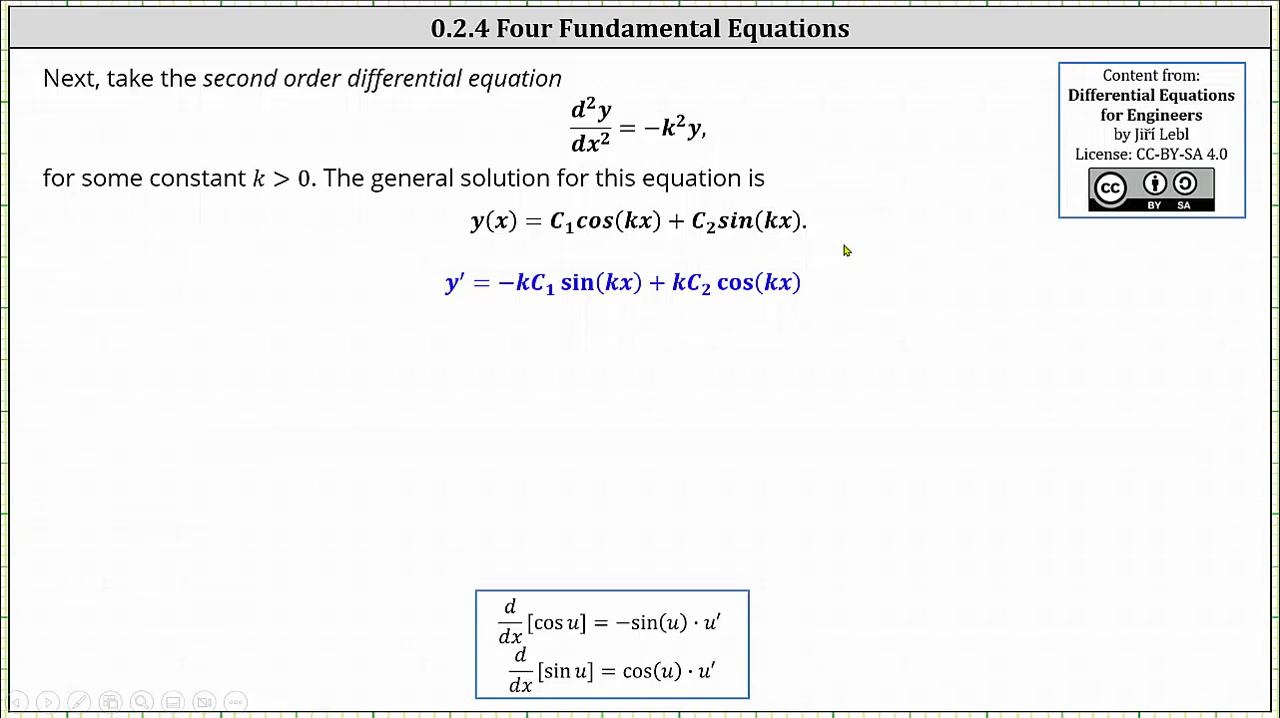 0.2.4 Four Fundamental Equations
Next, take the second order differential equation
d²y/dx² = −k²y,
for some constant k > 0. The general solution for this equation is
y(x) = C₁cos(kx) + C₂sin(kx).
y′ = −kC₁ sin(kx) + kC₂ cos(kx)
Content from:
Differential Equations
for Engineers
by Jiří Lebl
License: CC-BY-SA 4.0
cc
BY SA
d/dx [cos u] = −sin(u) · u′
d/dx [sin u] = cos(u) · u′